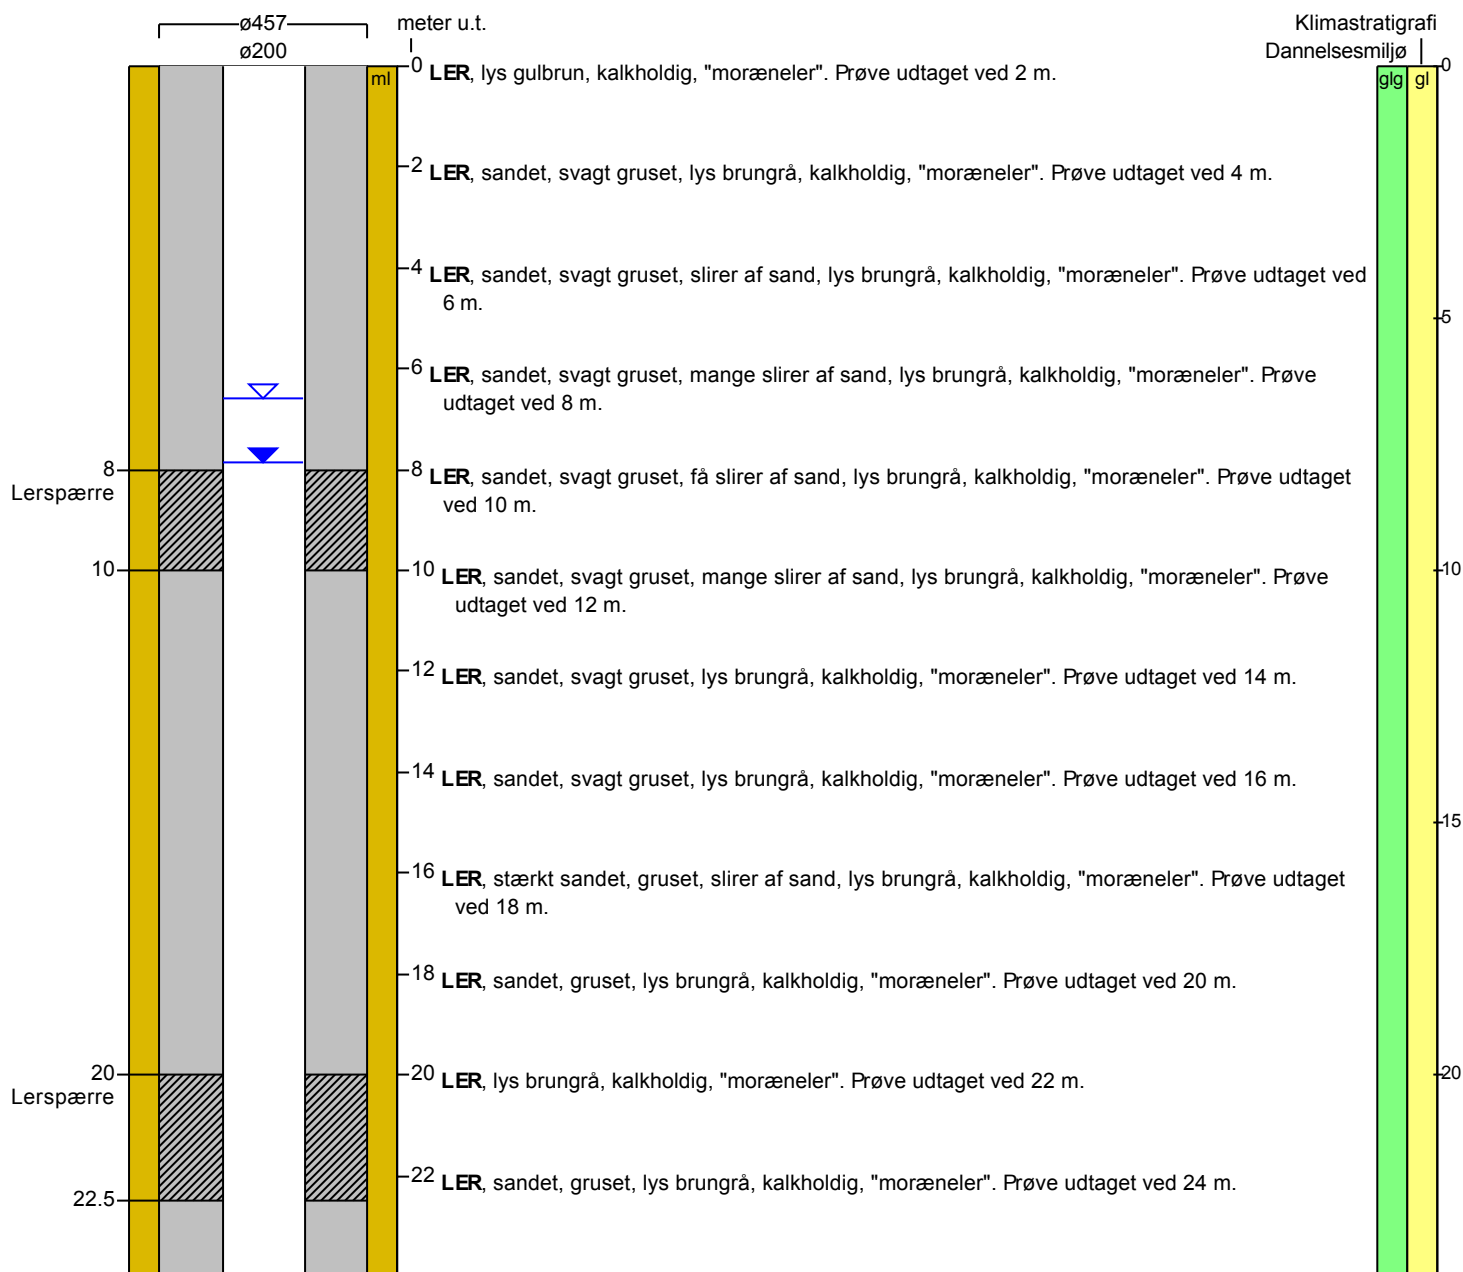 ø457
meter u.t.
Klimastratigrafi
ø200
Dannelsesmiljø
ml
0 LER, lys gulbrun, kalkholdig, "moræneler". Prøve udtaget ved 2 m.
glg gl
0
2 LER, sandet, svagt gruset, lys brungrå, kalkholdig, "moræneler". Prøve udtaget ved 4 m.
4 LER, sandet, svagt gruset, slirer af sand, lys brungrå, kalkholdig, "moræneler". Prøve udtaget ved
6 m.
5
6 LER, sandet, svagt gruset, mange slirer af sand, lys brungrå, kalkholdig, "moræneler". Prøve
udtaget ved 8 m.
8
Lerspærre
8 LER, sandet, svagt gruset, få slirer af sand, lys brungrå, kalkholdig, "moræneler". Prøve udtaget
ved 10 m.
10
10 LER, sandet, svagt gruset, mange slirer af sand, lys brungrå, kalkholdig, "moræneler". Prøve
udtaget ved 12 m.
10
12 LER, sandet, svagt gruset, lys brungrå, kalkholdig, "moræneler". Prøve udtaget ved 14 m.
14 LER, sandet, svagt gruset, lys brungrå, kalkholdig, "moræneler". Prøve udtaget ved 16 m.
15
16 LER, stærkt sandet, gruset, slirer af sand, lys brungrå, kalkholdig, "moræneler". Prøve udtaget
ved 18 m.
18 LER, sandet, gruset, lys brungrå, kalkholdig, "moræneler". Prøve udtaget ved 20 m.
20
Lerspærre
20 LER, lys brungrå, kalkholdig, "moræneler". Prøve udtaget ved 22 m.
20
22 LER, sandet, gruset, lys brungrå, kalkholdig, "moræneler". Prøve udtaget ved 24 m.
22.5